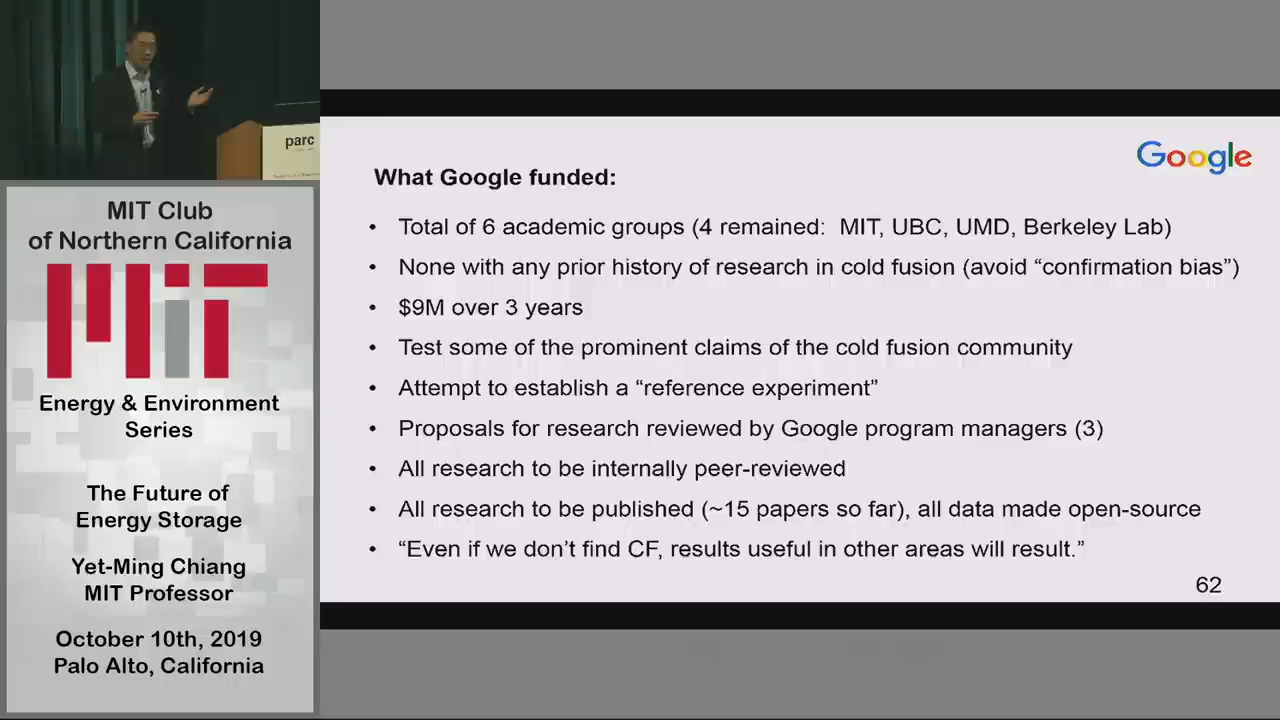 parc
MIT Club
of Northern California
MIT
Energy & Environment
Series
The Future of
Energy Storage
Yet-Ming Chiang
MIT Professor
October 10th, 2019
Palo Alto, California
Google
What Google funded:
• Total of 6 academic groups (4 remained: MIT, UBC, UMD, Berkeley Lab)
• None with any prior history of research in cold fusion (avoid “confirmation bias”)
• $9M over 3 years
• Test some of the prominent claims of the cold fusion community
• Attempt to establish a “reference experiment”
• Proposals for research reviewed by Google program managers (3)
• All research to be internally peer-reviewed
• All research to be published (~15 papers so far), all data made open-source
• “Even if we don’t find CF, results useful in other areas will result.”
62